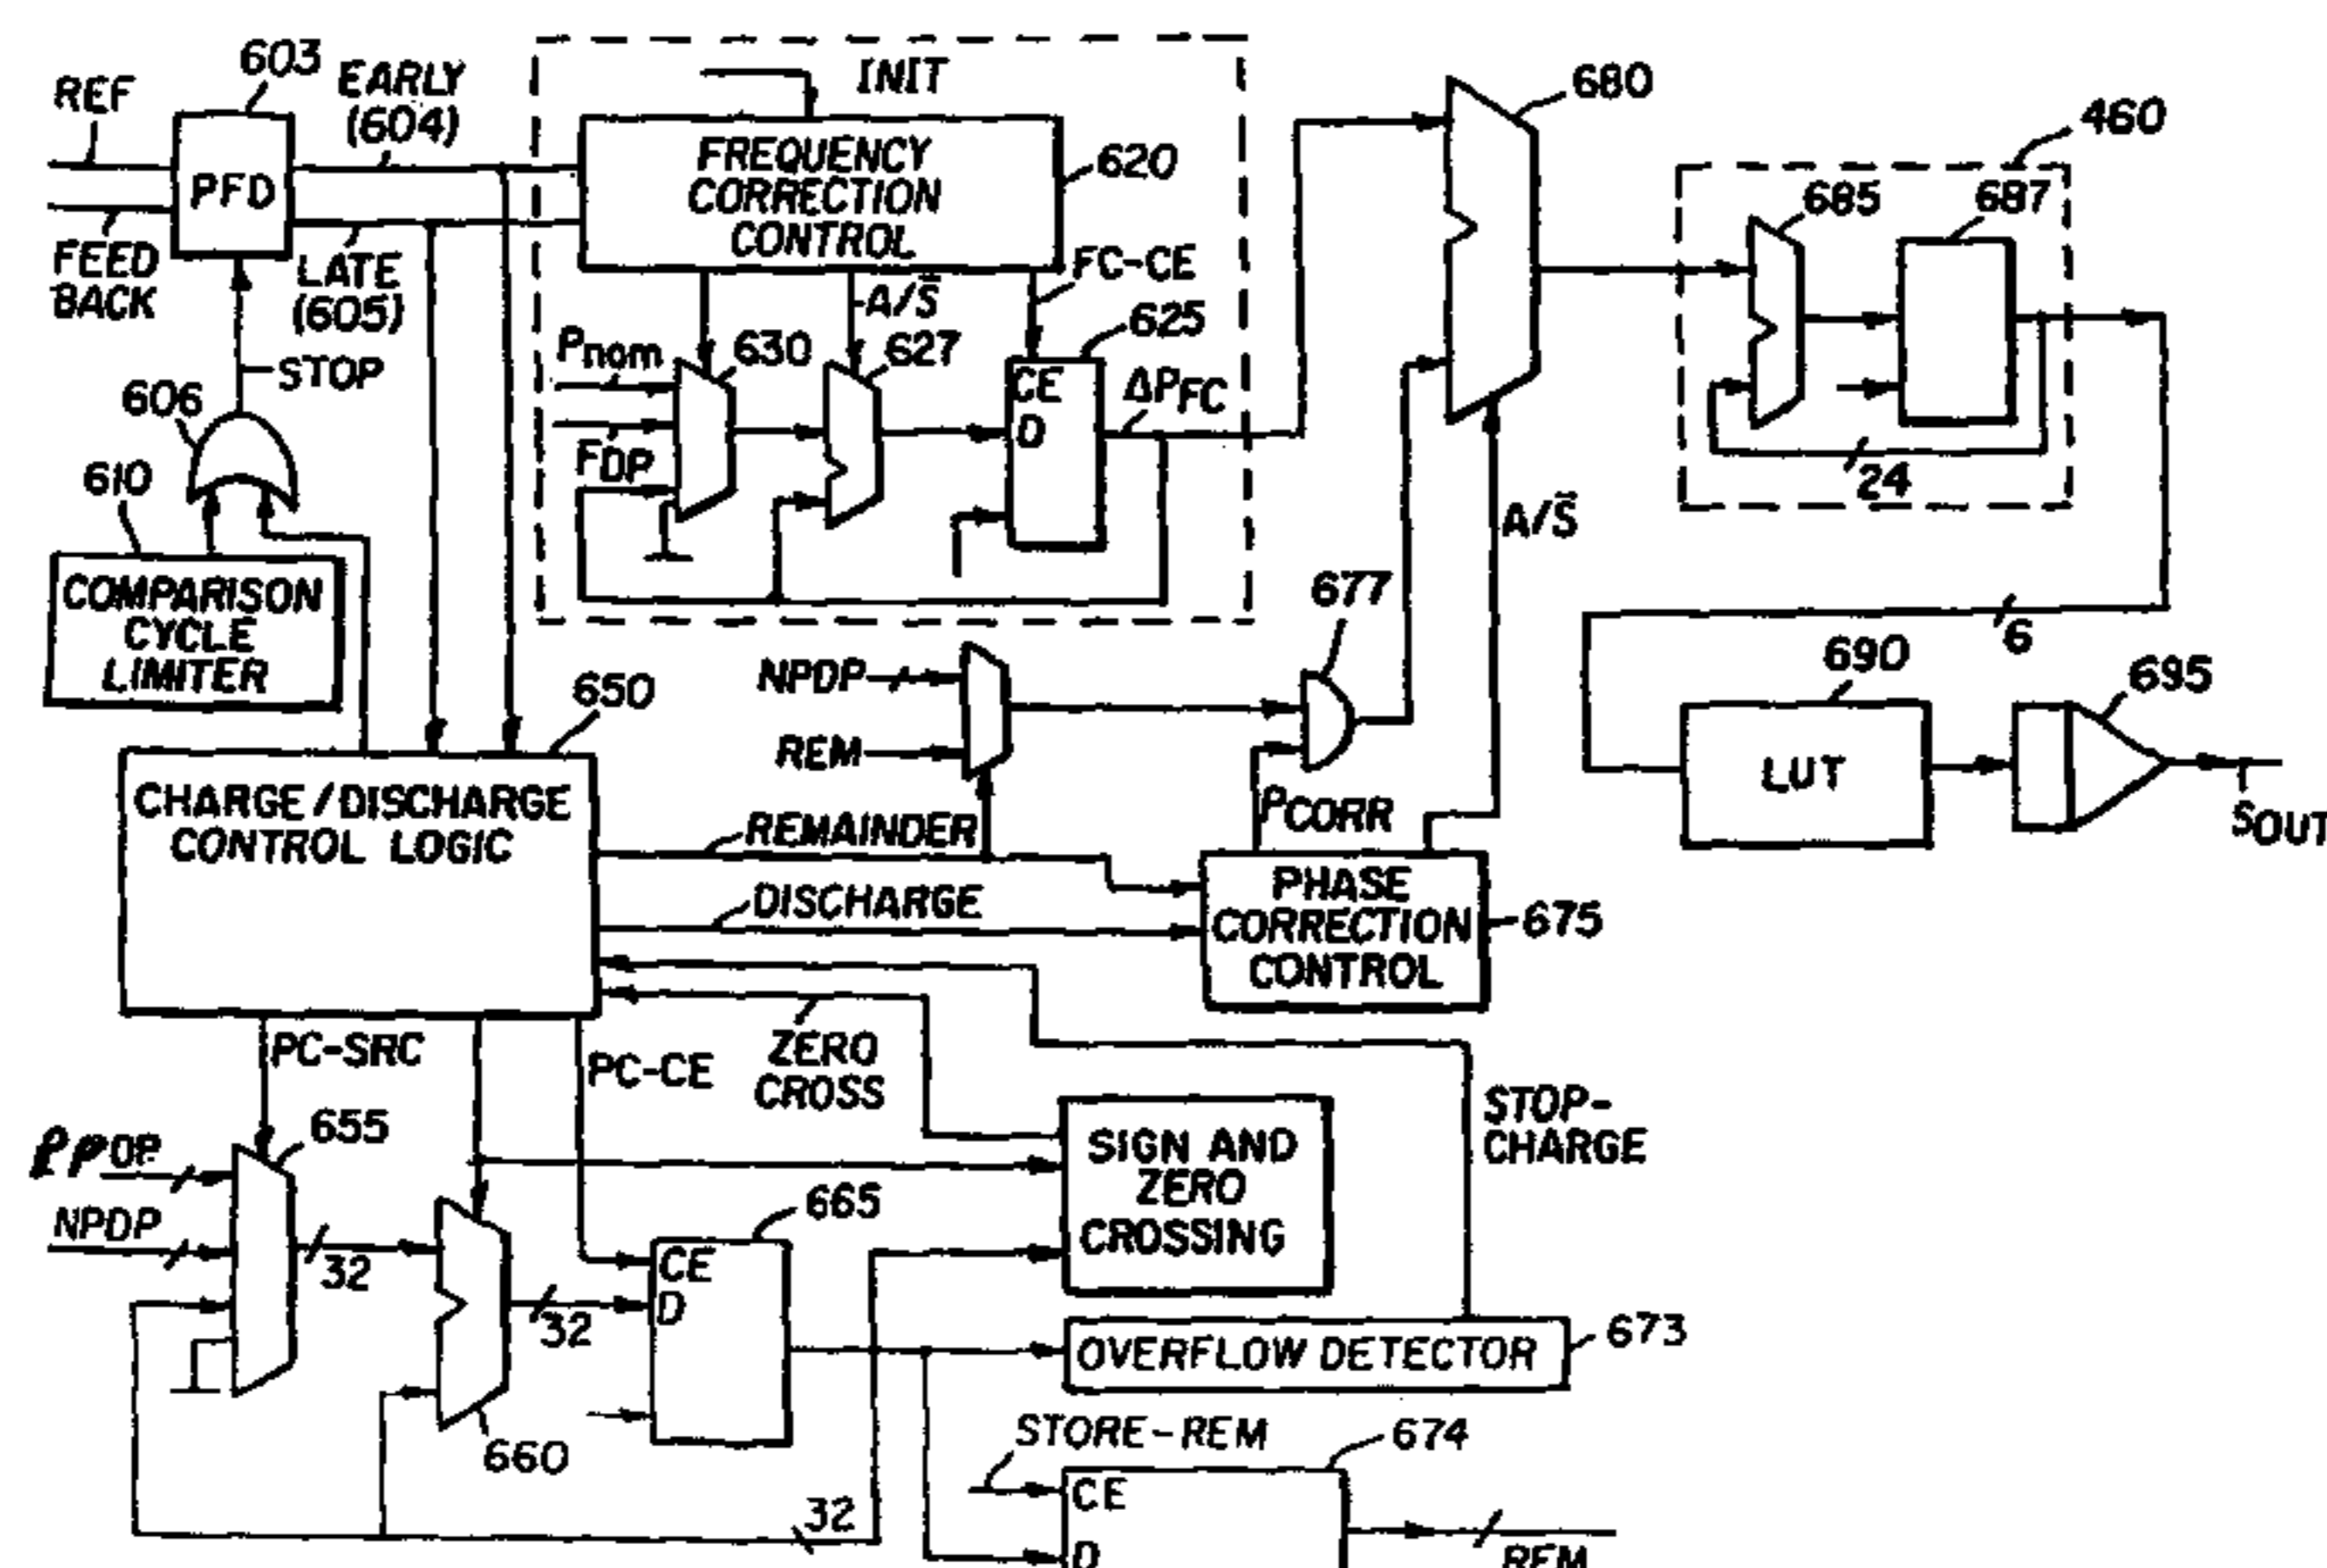 REF
603
EARLY
(604)
PFD
FEED
BACK
LATE
(605)
STOP
606
610
COMPARISON
CYCLE
LIMITER
INIT
FREQUENCY
CORRECTION
CONTROL
620
A/S̄
FC-CE
625
Pnom
630
627
CE
D
ΔPFC
FDP
680
460
685
687
24
A/S̄
6
677
NPDP
REM
650
CHARGE/DISCHARGE
CONTROL LOGIC
REMAINDER
DISCHARGE
PCORR
PHASE
CORRECTION
CONTROL
675
690
LUT
695
SOUT
PC-SRC
PC-CE
ZERO
CROSS
STOP-
CHARGE
655
NPDP
32
660
32
665
CE
D
SIGN AND
ZERO
CROSSING
OVERFLOW DETECTOR
673
STORE-REM
674
CE
D
32
REM